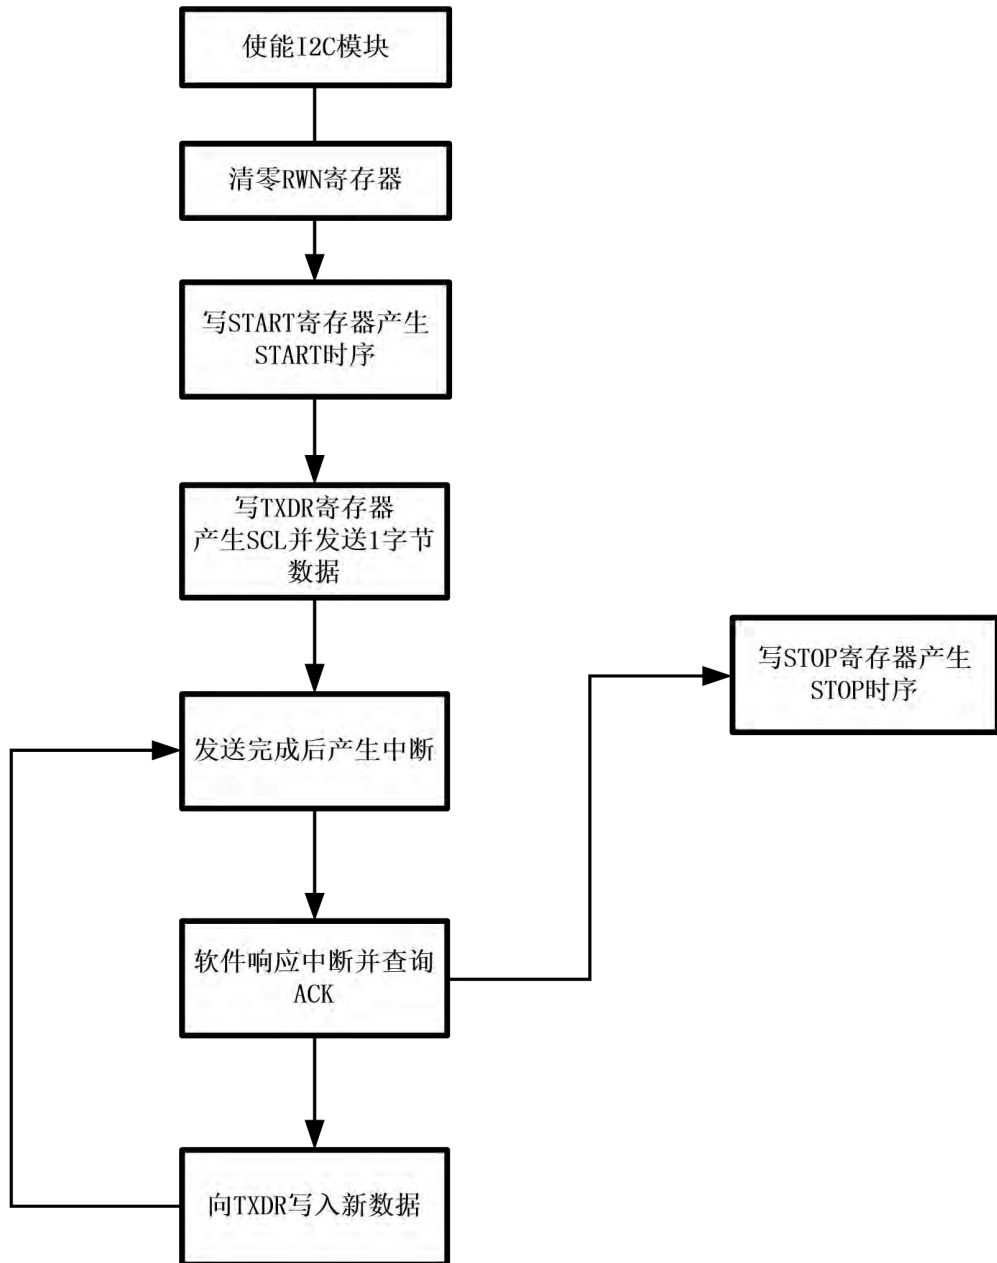 使能I2C模块
清零RWN寄存器
写START寄存器产生
START时序
写TXDR寄存器
产生SCL并发送1字节
数据
写STOP寄存器产生
STOP时序
发送完成后产生中断
软件响应中断并查询
ACK
向TXDR写入新数据